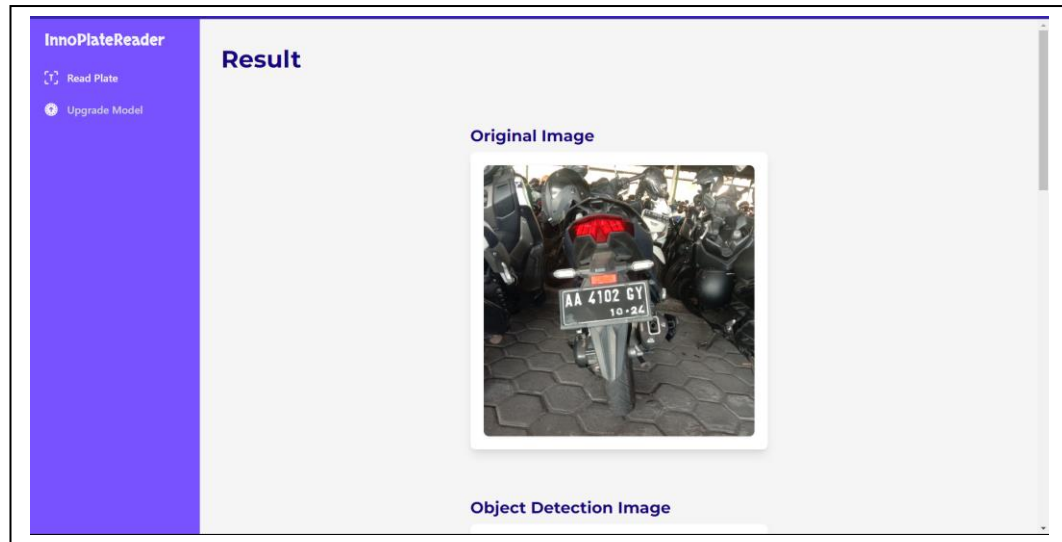 InnoPlateReader
Read Plate
Upgrade Model
Result
Original Image
AA 4102 GY
10·24
Object Detection Image